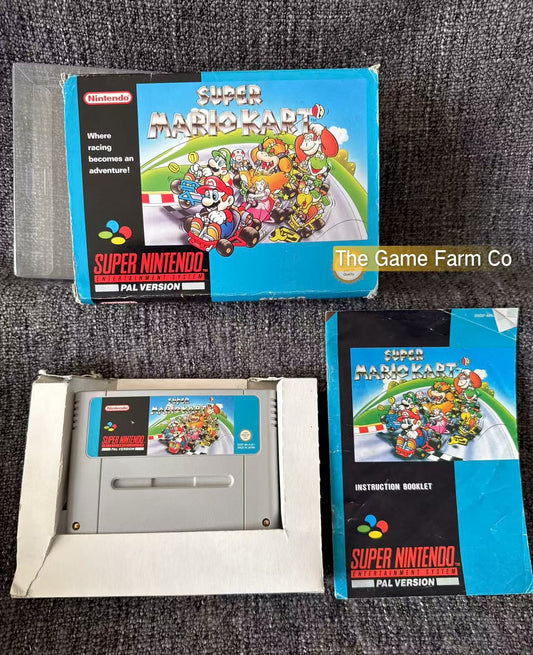 Nintendo
SUPER
MARIO KART
Where
racing
becomes an
adventure!
The Game Farm Co
SUPER NINTENDO
ENTERTAINMENT SYSTEM
PAL VERSION
SUPER
MARIO KART
Nintendo
SUPER
MARIO KART
SUPER NINTENDO
ENTERTAINMENT SYSTEM
PAL VERSION
INSTRUCTION BOOKLET
SUPER NINTENDO
ENTERTAINMENT SYSTEM
PAL VERSION